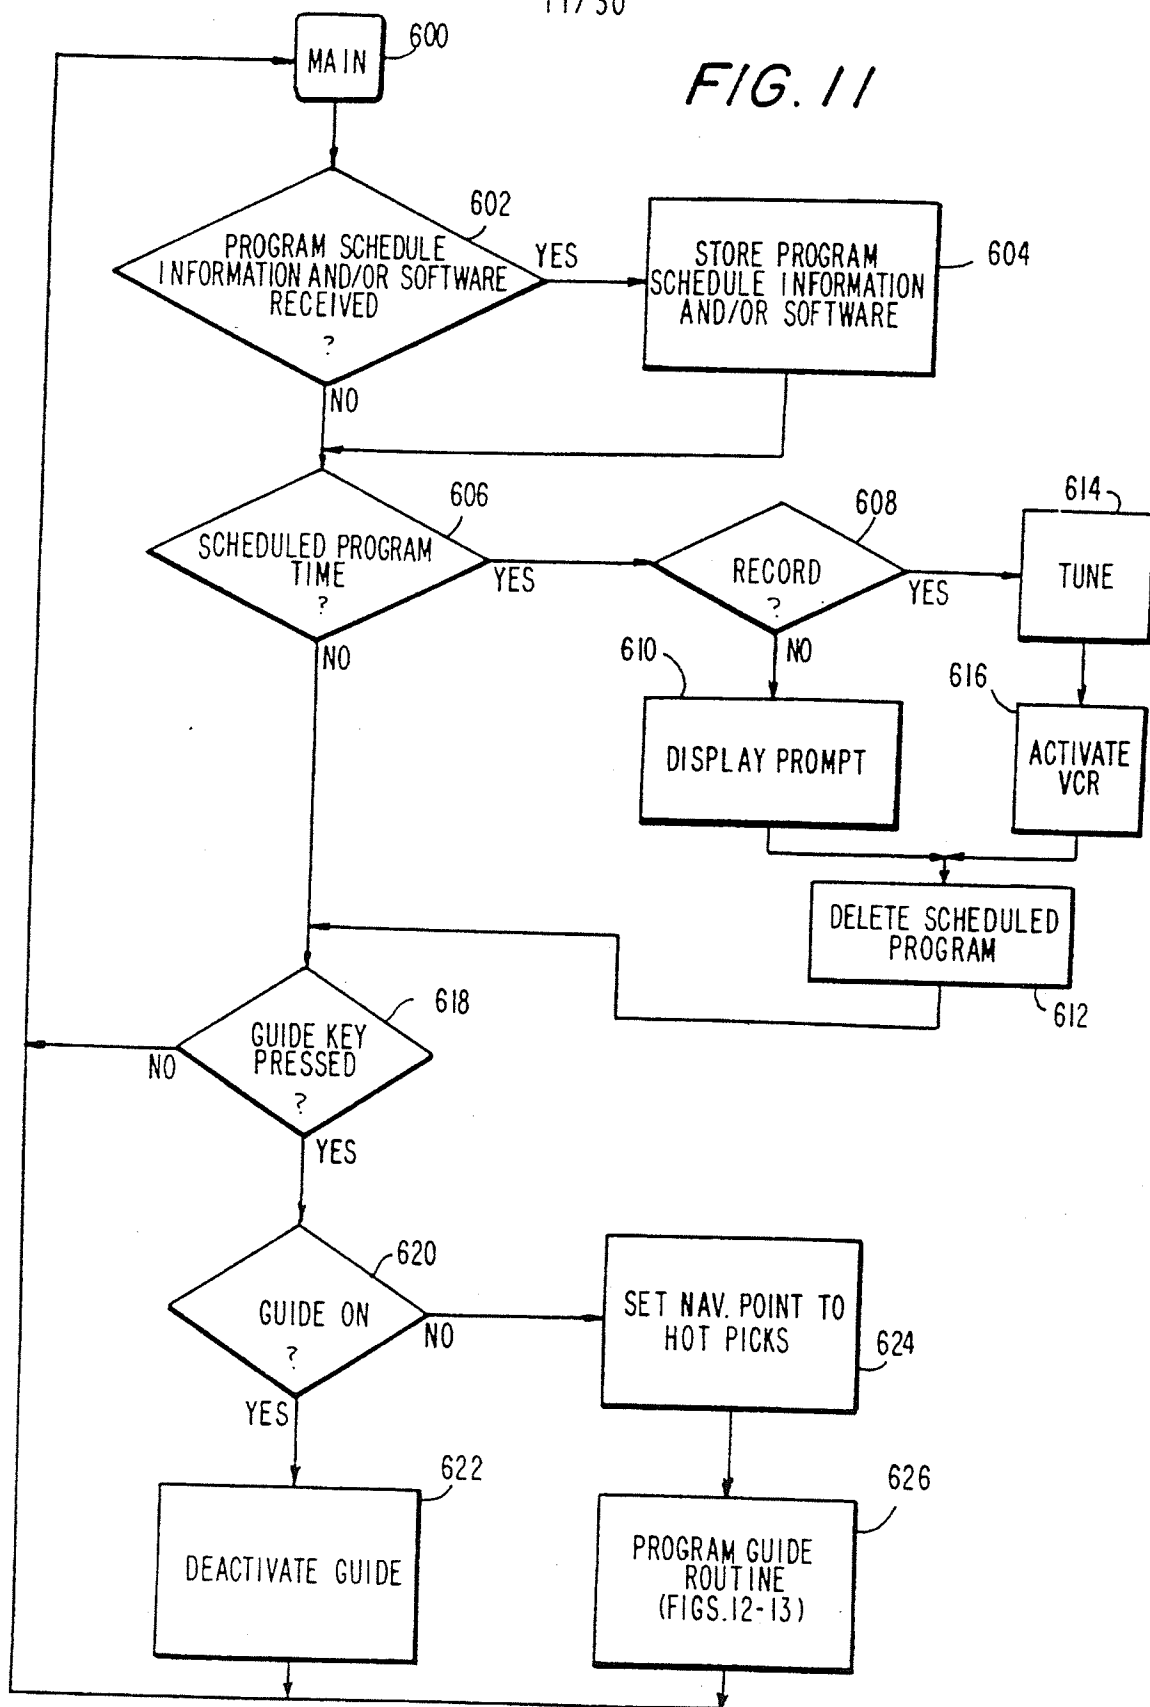 11/30
MAIN
600
FIG. 11
602
PROGRAM SCHEDULE
INFORMATION AND/OR SOFTWARE
RECEIVED
?
YES
STORE PROGRAM
SCHEDULE INFORMATION
AND/OR SOFTWARE
604
NO
606
SCHEDULED PROGRAM
TIME
?
YES
608
RECORD
?
YES
614
TUNE
NO
NO
610
DISPLAY PROMPT
616
ACTIVATE
VCR
DELETE SCHEDULED
PROGRAM
612
618
GUIDE KEY
PRESSED
?
NO
YES
620
GUIDE ON
?
NO
SET NAV. POINT TO
HOT PICKS
624
YES
622
DEACTIVATE GUIDE
626
PROGRAM GUIDE
ROUTINE
(FIGS.12-13)